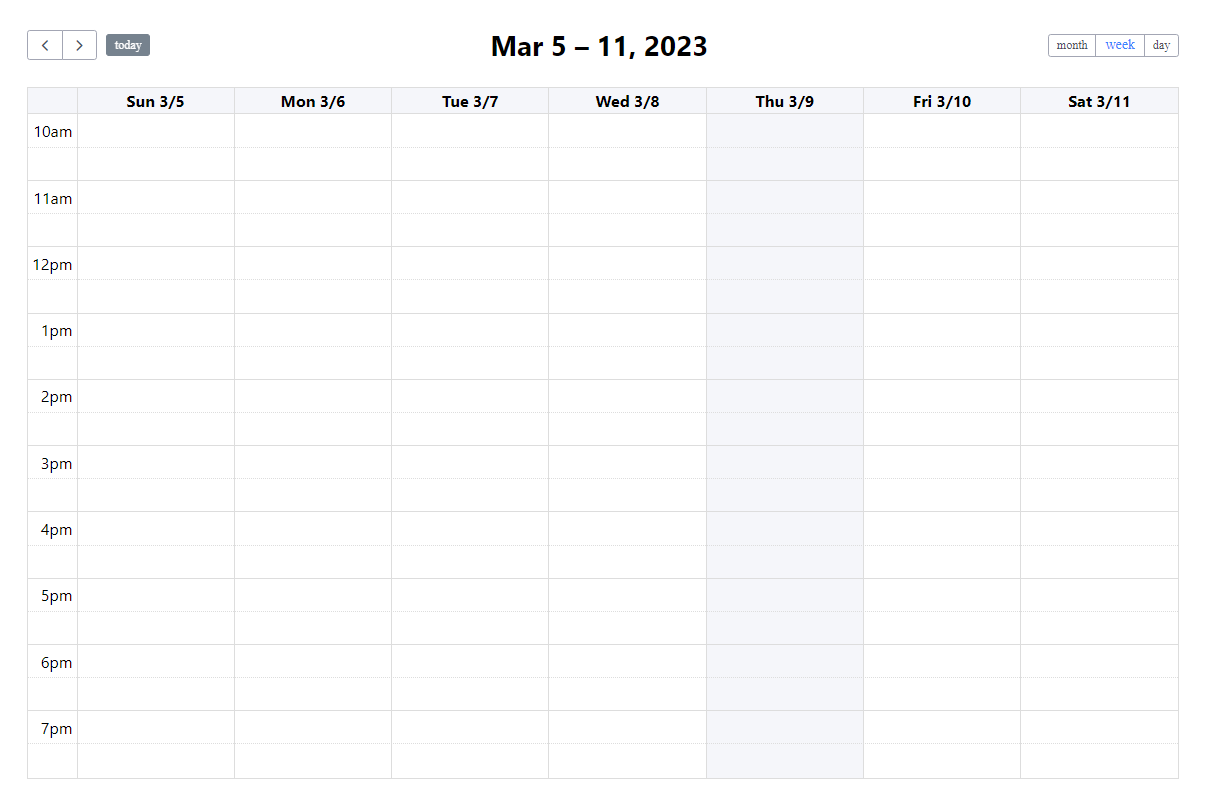 today
Mar 5 – 11, 2023
month week day
Sun 3/5 Mon 3/6 Tue 3/7 Wed 3/8 Thu 3/9 Fri 3/10 Sat 3/11
10am
11am
12pm
1pm
2pm
3pm
4pm
5pm
6pm
7pm